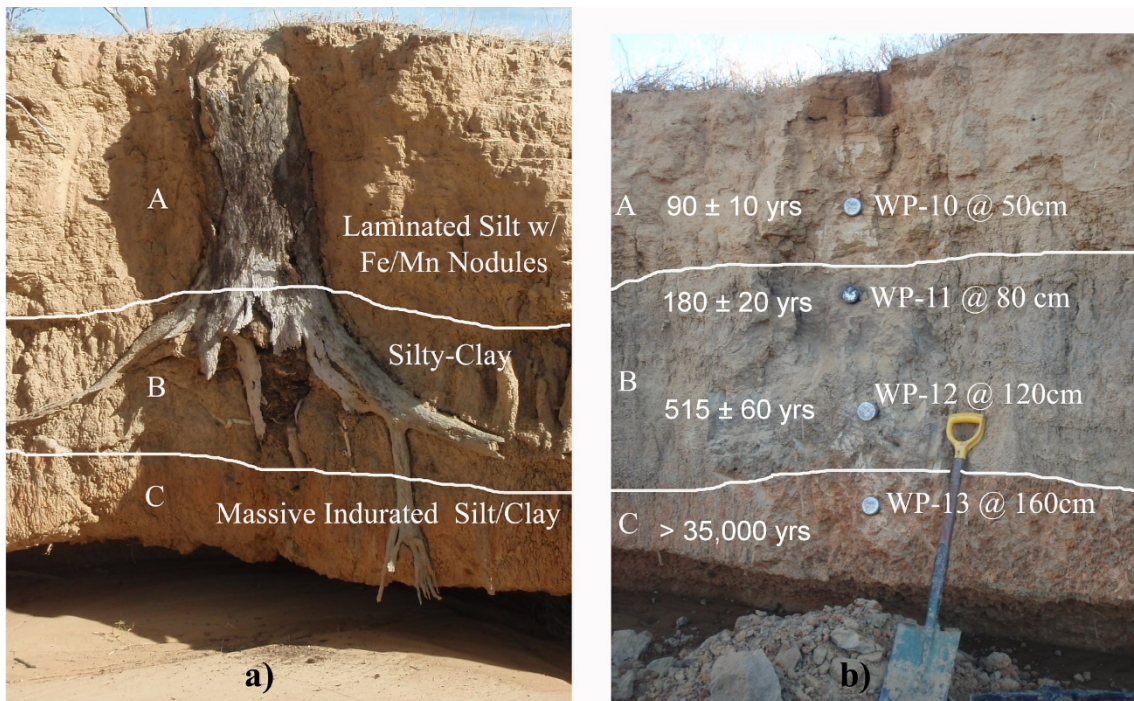 A
Laminated Silt w/
Fe/Mn Nodules
Silty-Clay
B
C
Massive Indurated Silt/Clay
a)
A 90 ± 10 yrs WP-10 @ 50cm
180 ± 20 yrs WP-11 @ 80 cm
B
515 ± 60 yrs WP-12 @ 120cm
WP-13 @ 160cm
C > 35,000 yrs
b)